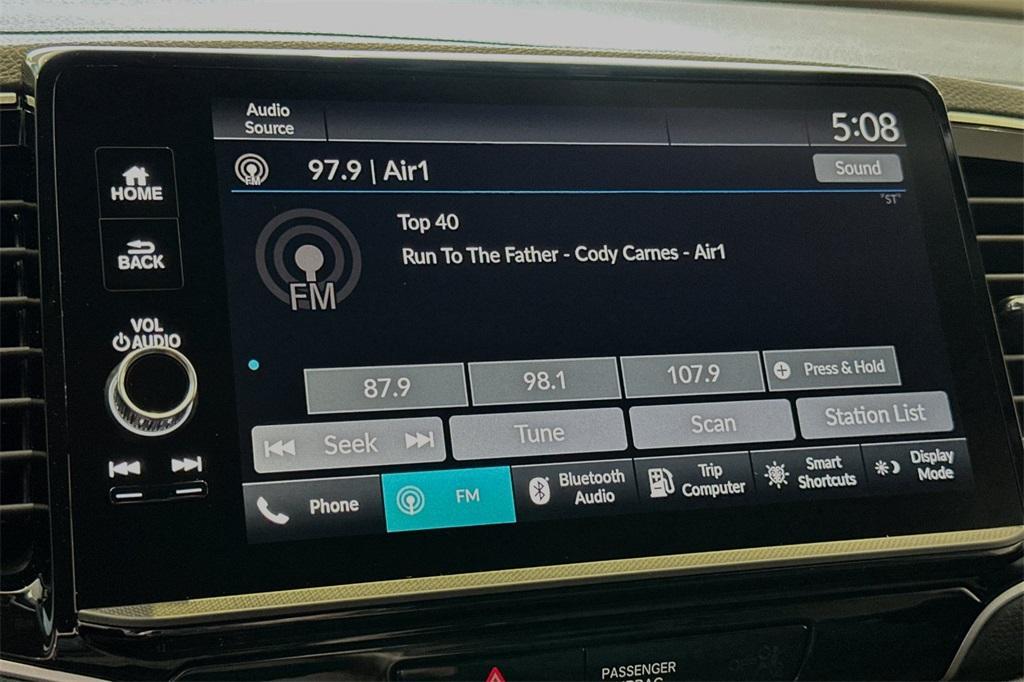 Audio
Source
5:08
97.9 | Air1
Sound
FM
"ST"
Top 40
Run To The Father - Cody Carnes - Air1
FM
HOME
BACK
VOL
AUDIO
87.9
98.1
107.9
Press & Hold
Seek
Tune
Scan
Station List
Phone
FM
Bluetooth
Audio
Trip
Computer
Smart
Shortcuts
Display
Mode
PASSENGER
AIRBAG